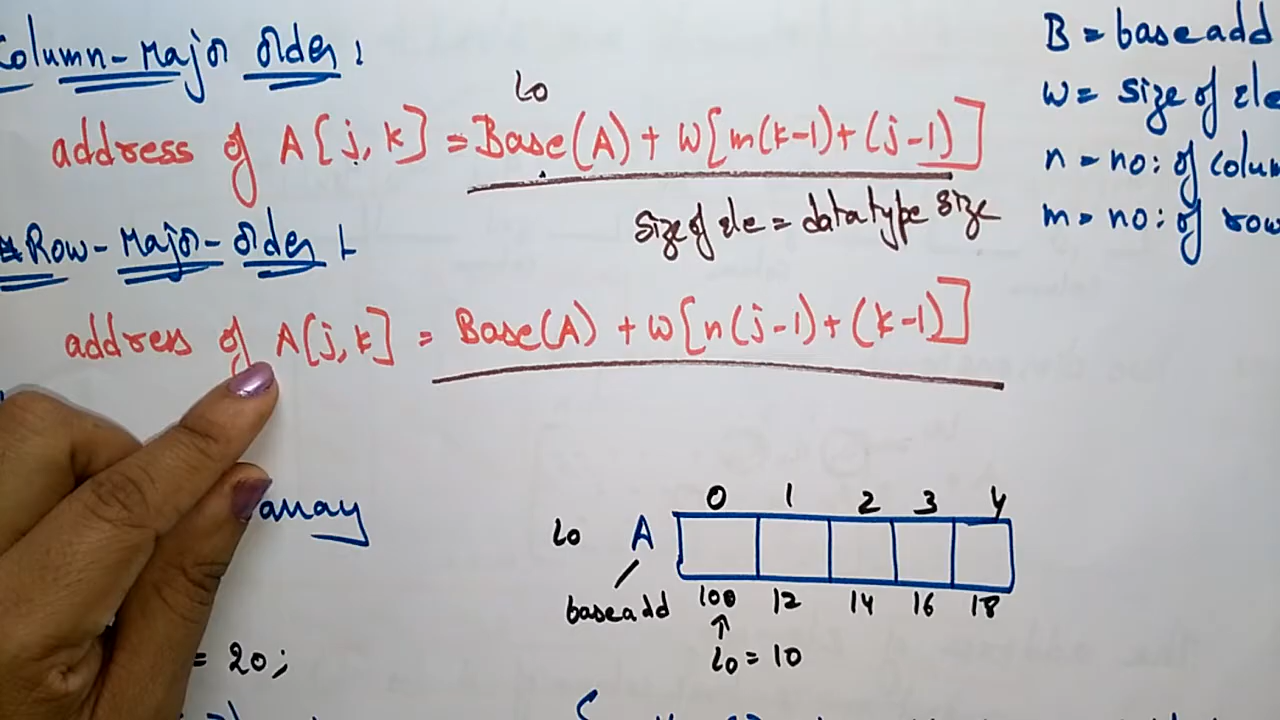 Column-Major Order:
Lo
address of A[j, k] = Base(A) + W[m(k-1)+(j-1)]
size of ele = datatype size
Row-Major-order:-
address of A[j, k] = Base(A) + W[n(j-1)+(k-1)]
B = base add
W = size of ele
n = no: of colum
m = no: of row
array
= 20;
0 1 2 3 4
Lo A
base add 100 12 14 16 18
↑
Lo = 10